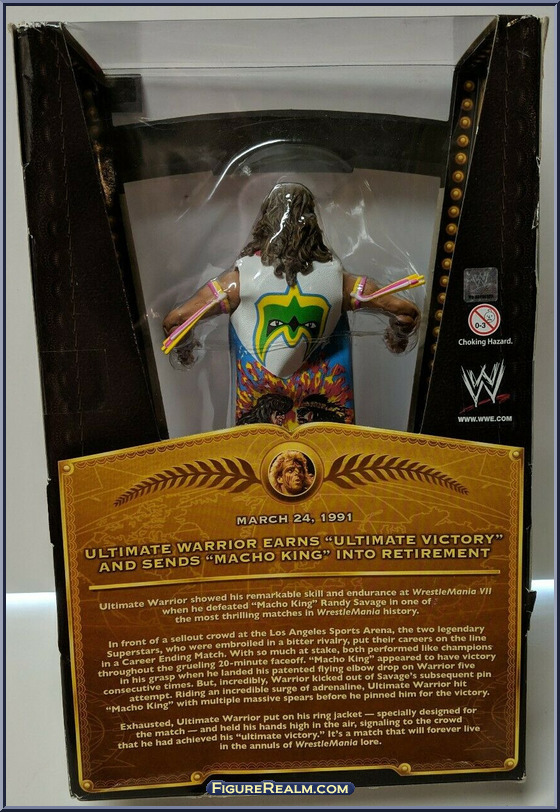 0-3
Choking Hazard.
W
WWW.WWE.COM
MARCH 24, 1991
ULTIMATE WARRIOR EARNS "ULTIMATE VICTORY"
AND SENDS "MACHO KING" INTO RETIREMENT
Ultimate Warrior showed his remarkable skill and endurance at WrestleMania VII
when he defeated "Macho King" Randy Savage in one of
the most thrilling matches in WrestleMania history.
In front of a sellout crowd at the Los Angeles Sports Arena, the two legendary
Superstars, who were embroiled in a bitter rivalry, put their careers on the line
in a Career Ending Match. With so much at stake, both performed like champions
throughout the grueling 20-minute faceoff. "Macho King" appeared to have victory
in his grasp when he landed his patented flying elbow drop on Warrior five
consecutive times. But, incredibly, Warrior kicked out of Savage's subsequent pin
attempt. Riding an incredible surge of adrenaline, Ultimate Warrior hit
"Macho King" with multiple massive spears before he pinned him for the victory.
Exhausted, Ultimate Warrior put on his ring jacket — specially designed for
the match — and held his hands high in the air, signaling to the crowd
that he had achieved his "ultimate victory." It's a match that will forever live
in the annuls of WrestleMania lore.
FIGUREREALM.COM